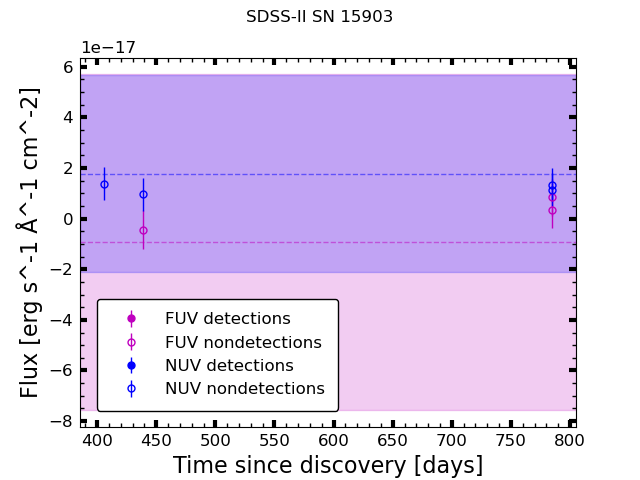 SDSS-II SN 15903
1e−17
6
4
2
0
−2
−4
−6
−8
Flux [erg s^-1 Å^-1 cm^-2]
FUV detections
FUV nondetections
NUV detections
NUV nondetections
400 450 500 550 600 650 700 750 800
Time since discovery [days]